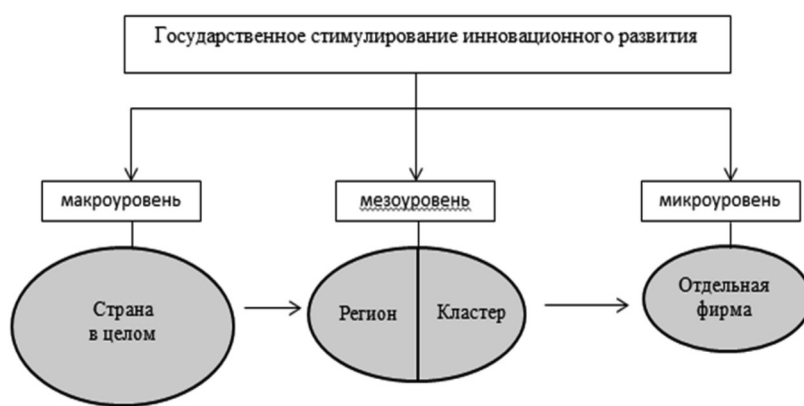 Государственное стимулирование инновационного развития
макроуровень
мезоуровень
микроуровень
Страна
в целом
Регион
Кластер
Отдельная
фирма